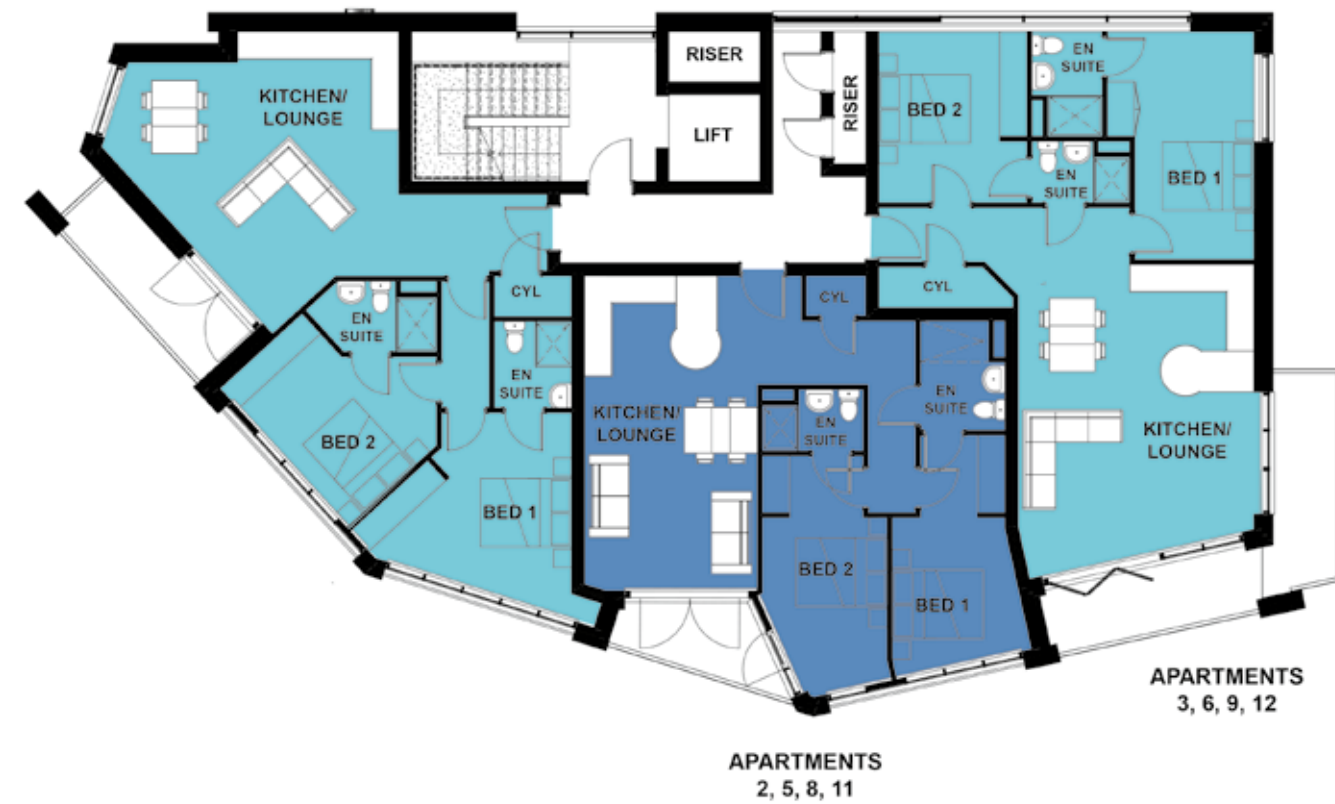 KITCHEN/
LOUNGE
RISER
LIFT
RISER
BED 2
EN
SUITE
EN
SUITE
BED 1
CYL
EN
SUITE
BED 2
EN
SUITE
BED 1
CYL
KITCHEN/
LOUNGE
EN
SUITE
EN
SUITE
BED 2
BED 1
CYL
KITCHEN/
LOUNGE
APARTMENTS
3, 6, 9, 12
APARTMENTS
2, 5, 8, 11